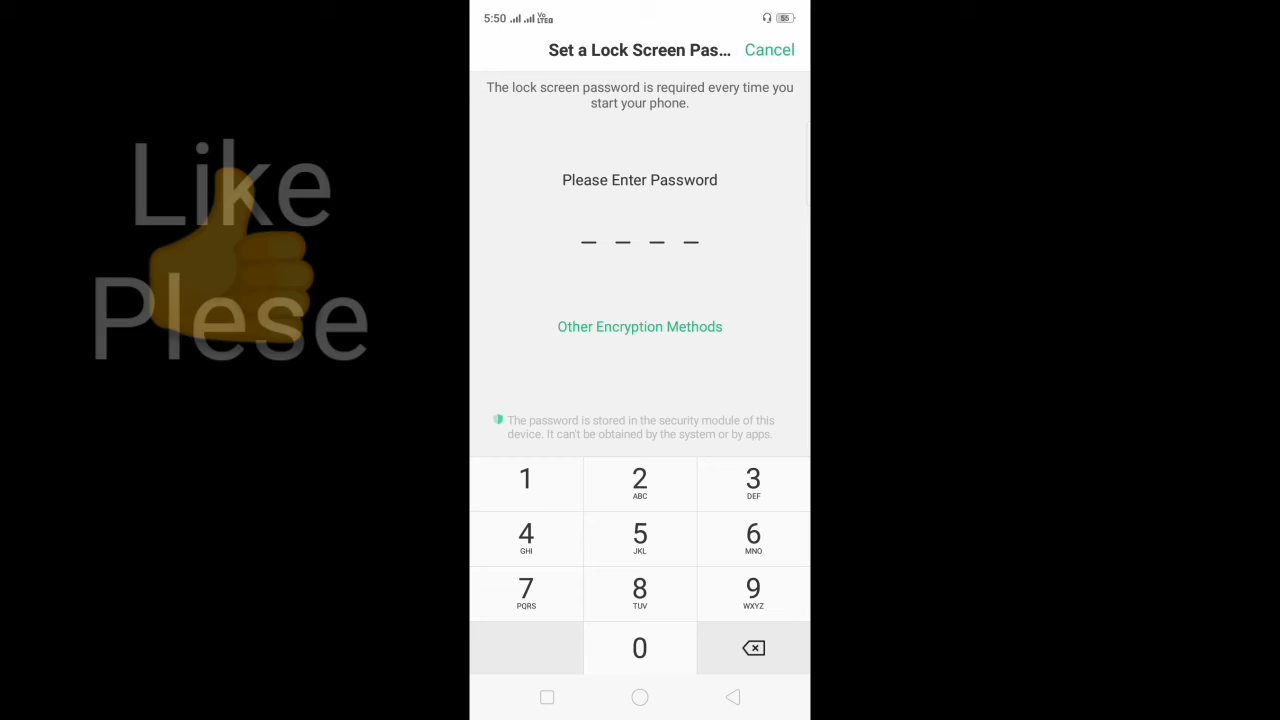 5:50 Vo LTE 55
Set a Lock Screen Pas... Cancel
The lock screen password is required every time you
start your phone.
Like
Plese
Please Enter Password
Other Encryption Methods
The password is stored in the security module of this
device. It can't be obtained by the system or by apps.
1 2 3
ABC DEF
4 5 6
GHI JKL MNO
7 8 9
PQRS TUV WXYZ
0